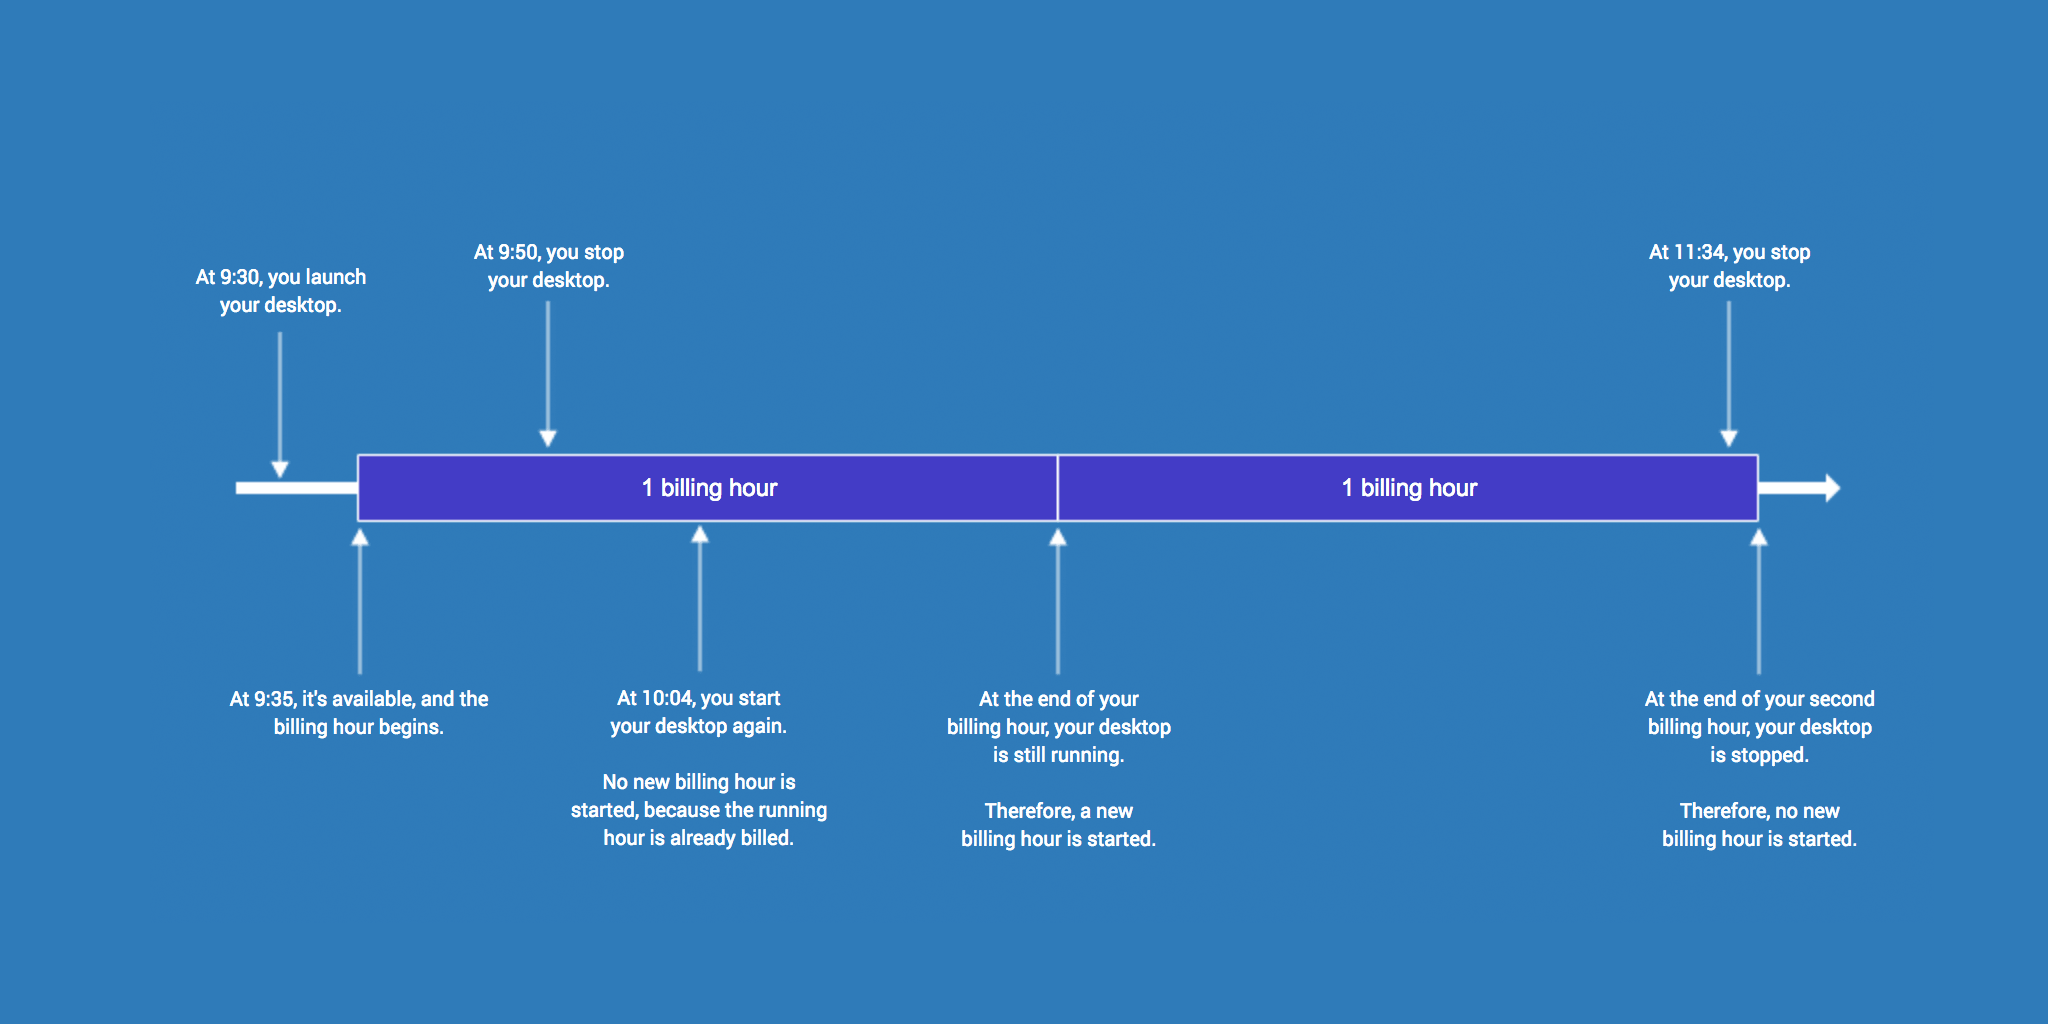 At 9:30, you launch
your desktop.
At 9:50, you stop
your desktop.
At 11:34, you stop
your desktop.
1 billing hour
1 billing hour
At 9:35, it's available, and the
billing hour begins.
At 10:04, you start
your desktop again.
No new billing hour is
started, because the running
hour is already billed.
At the end of your
billing hour, your desktop
is still running.
Therefore, a new
billing hour is started.
At the end of your second
billing hour, your desktop
is stopped.
Therefore, no new
billing hour is started.